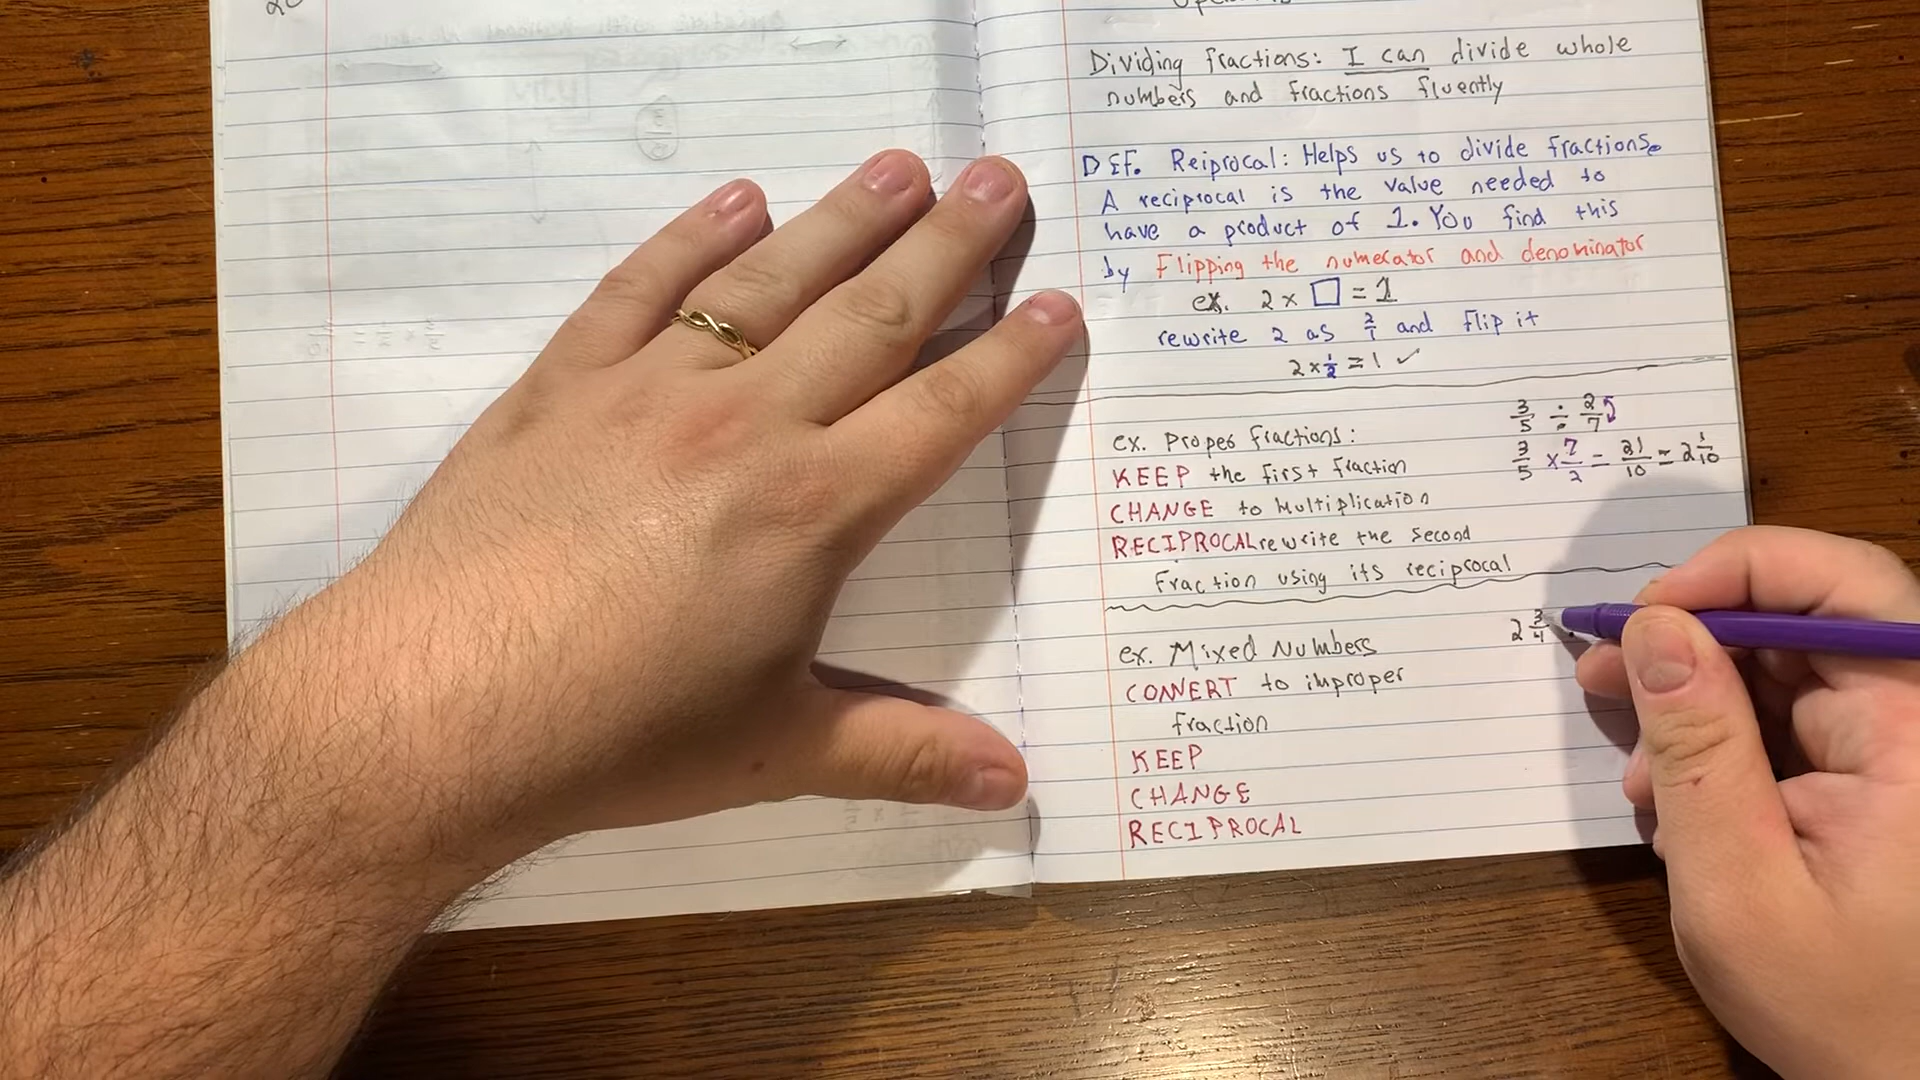 Dividing fractions: I can divide whole
numbers and fractions fluently
DEF. Reiprocal: Helps us to divide fractions.
A reciprocal is the value needed to
have a product of 1. You find this
by Flipping the numerator and denominator
ex. 2 × □ = 1
rewrite 2 as 2/1 and flip it
2 × 1/2 = 1 ✓
3/5 ÷ 2/7
ex. Proper fractions:
3/5 × 7/2 = 21/10 = 2 1/10
KEEP the first fraction
CHANGE to Multiplication
RECIPROCAL rewrite the second
fraction using its reciprocal
2 3/4
ex. Mixed Numbers
CONVERT to improper
fraction
KEEP
CHANGE
RECIPROCAL